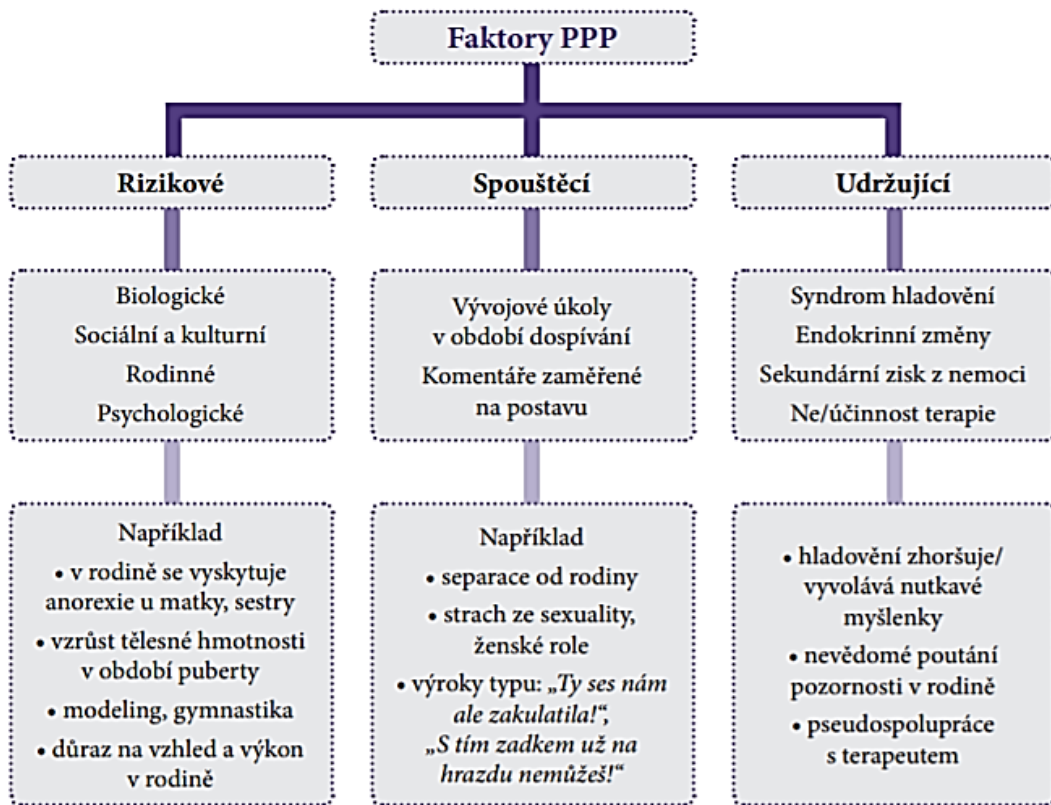 Faktory PPP
Rizikové
Spouštěcí
Udržující
Biologické
Sociální a kulturní
Rodinné
Psychologické
Vývojové úkoly
v období dospívání
Komentáře zaměřené
na postavu
Syndrom hladovění
Endokrinní změny
Sekundární zisk z nemoci
Ne/účinnost terapie
Například
• v rodině se vyskytuje
anorexie u matky, sestry
• vzrůst tělesné hmotnosti
v období puberty
• modeling, gymnastika
• důraz na vzhled a výkon
v rodině
Například
• separace od rodiny
• strach ze sexuality,
ženské role
• výroky typu: „Ty ses nám
ale zakulatila!“,
„S tím zadkem už na
hrazdu nemůžeš!“
• hladovění zhoršuje/
vyvolává nutkavé
myšlenky
• nevědomé poutání
pozornosti v rodině
• pseudospolupráce
s terapeutem